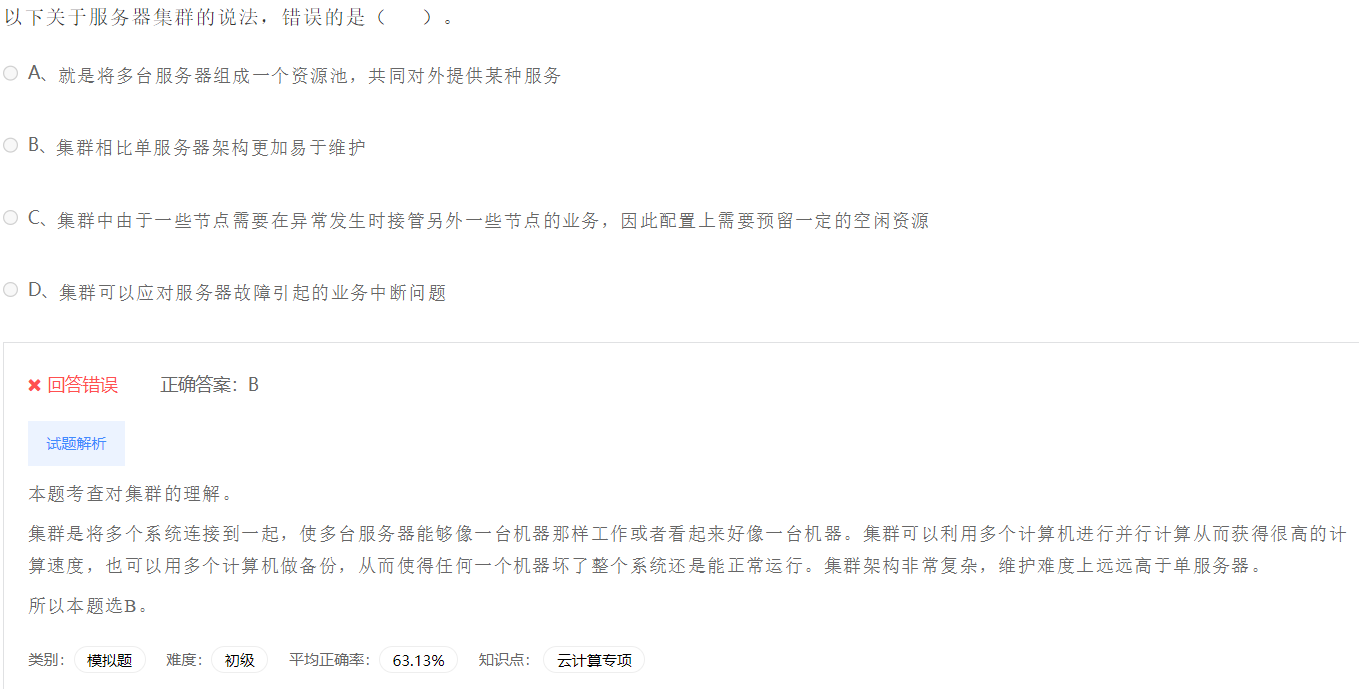 以下关于服务器集群的说法，错误的是（　　）。
A、就是将多台服务器组成一个资源池，共同对外提供某种服务
B、集群相比单服务器架构更加易于维护
C、集群中由于一些节点需要在异常发生时接管另外一些节点的业务，因此配置上需要预留一定的空闲资源
D、集群可以应对服务器故障引起的业务中断问题
✖ 回答错误 正确答案：B
试题解析
本题考查对集群的理解。
集群是将多个系统连接到一起，使多台服务器能够像一台机器那样工作或者看起来好像一台机器。集群可以利用多个计算机进行并行计算从而获得很高的计
算速度，也可以用多个计算机做备份，从而使得任何一个机器坏了整个系统还是能正常运行。集群架构非常复杂，维护难度上远远高于单服务器。
所以本题选B。
类别： 模拟题 难度： 初级 平均正确率： 63.13% 知识点： 云计算专项